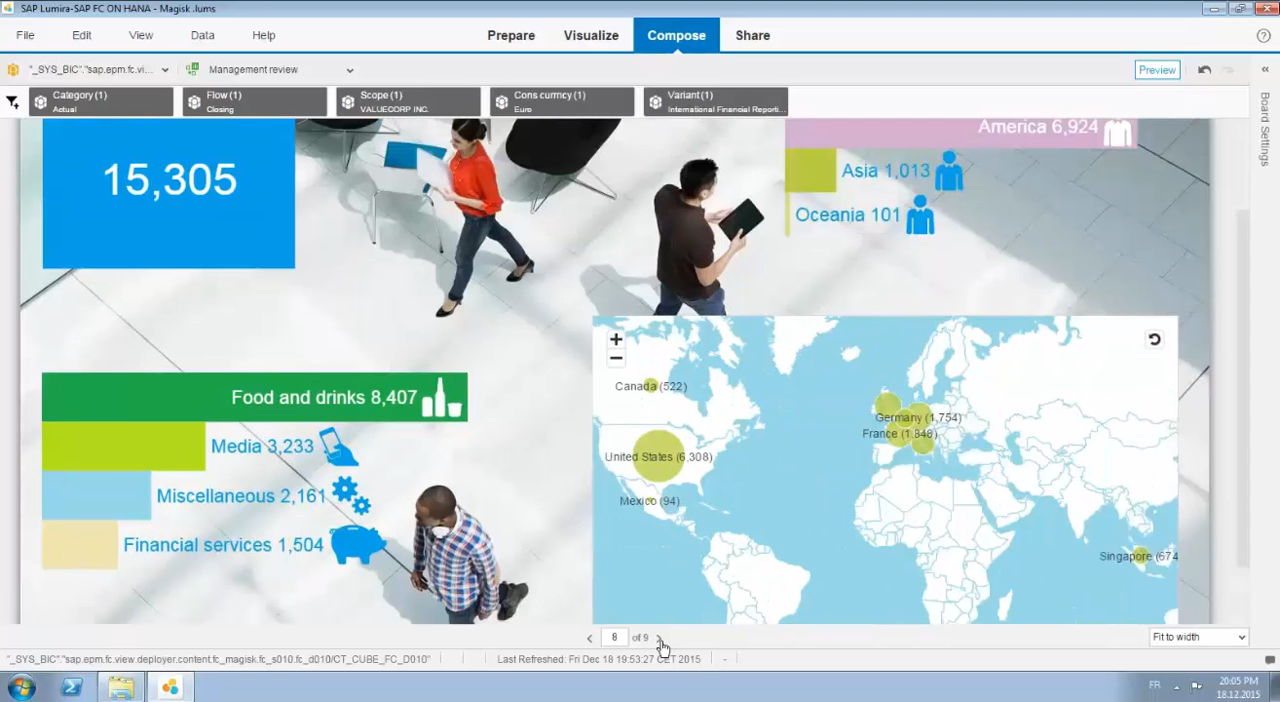 SAP Lumira-SAP FC ON HANA - Magisk .lums
File Edit View Data Help Prepare Visualize Compose Share
"_SYS_BIC"."sap.epm.fc.vi... Management review Preview
Category (1) Flow (1) Scope (1) Cons curmcy (1) Variant (1)
Actual Closing VALUECORP INC. Euro International Financial Reporti...
Board Settings
15,305
America 6,924
Asia 1,013
Oceania 101
Food and drinks 8,407
Media 3,233
Miscellaneous 2,161
Financial services 1,504
+
−
Canada (522)
Germany (1,754)
France (1,848)
United States (6,308)
Mexico (94)
Singapore (674
8 of 9 Fit to width
"_SYS_BIC"."sap.epm.fc.view.deployer.content.fc_magisk.fc_s010.fc_d010/CT_CUBE_FC_D010" Last Refreshed: Fri Dec 18 19:53:27 CET 2015 -
FR 20:05 PM
18.12.2015